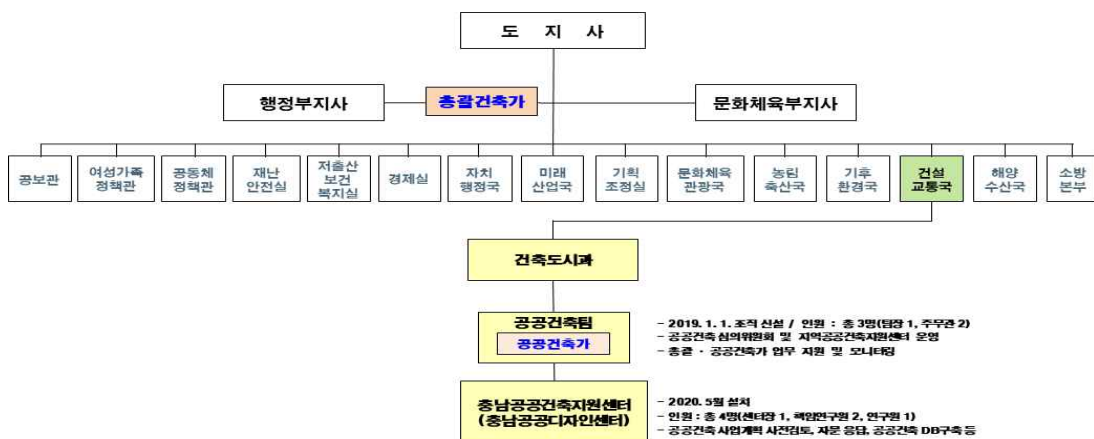 도 지 사
행정부지사
총괄건축가
문화체육부지사
공보관
여성가족
정책관
공동체
정책관
재난
안전실
저출산
보건
복지실
경제실
자치
행정국
미래
산업국
기획
조정실
문화체육
관광국
농림
축산국
기후
환경국
건설
교통국
해양
수산국
소방
본부
건축도시과
공공건축팀
공공건축가
- 2019. 1. 1. 조직 신설 / 인원 : 총 3명(팀장 1, 주무관 2)
- 공공건축 심의위원회 및 지역공공건축지원센터 운영
- 총괄 · 공공건축가 업무 지원 및 모니터링
충남공공건축지원센터
(충남공공디자인센터)
- 2020. 5월 설치
- 인원 : 총 4명(센터장 1, 책임연구원 2, 연구원 1)
- 공공건축 사업계획 사전검토, 자문 응답, 공공건축 DB구축 등